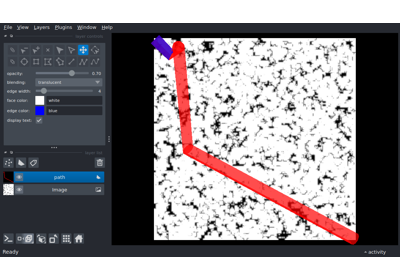 File View Layers Plugins Window Help
opacity: 0.70
blending: translucent
edge width:
face color: white
edge color: blue
display text:
path
Image
Ready
activity